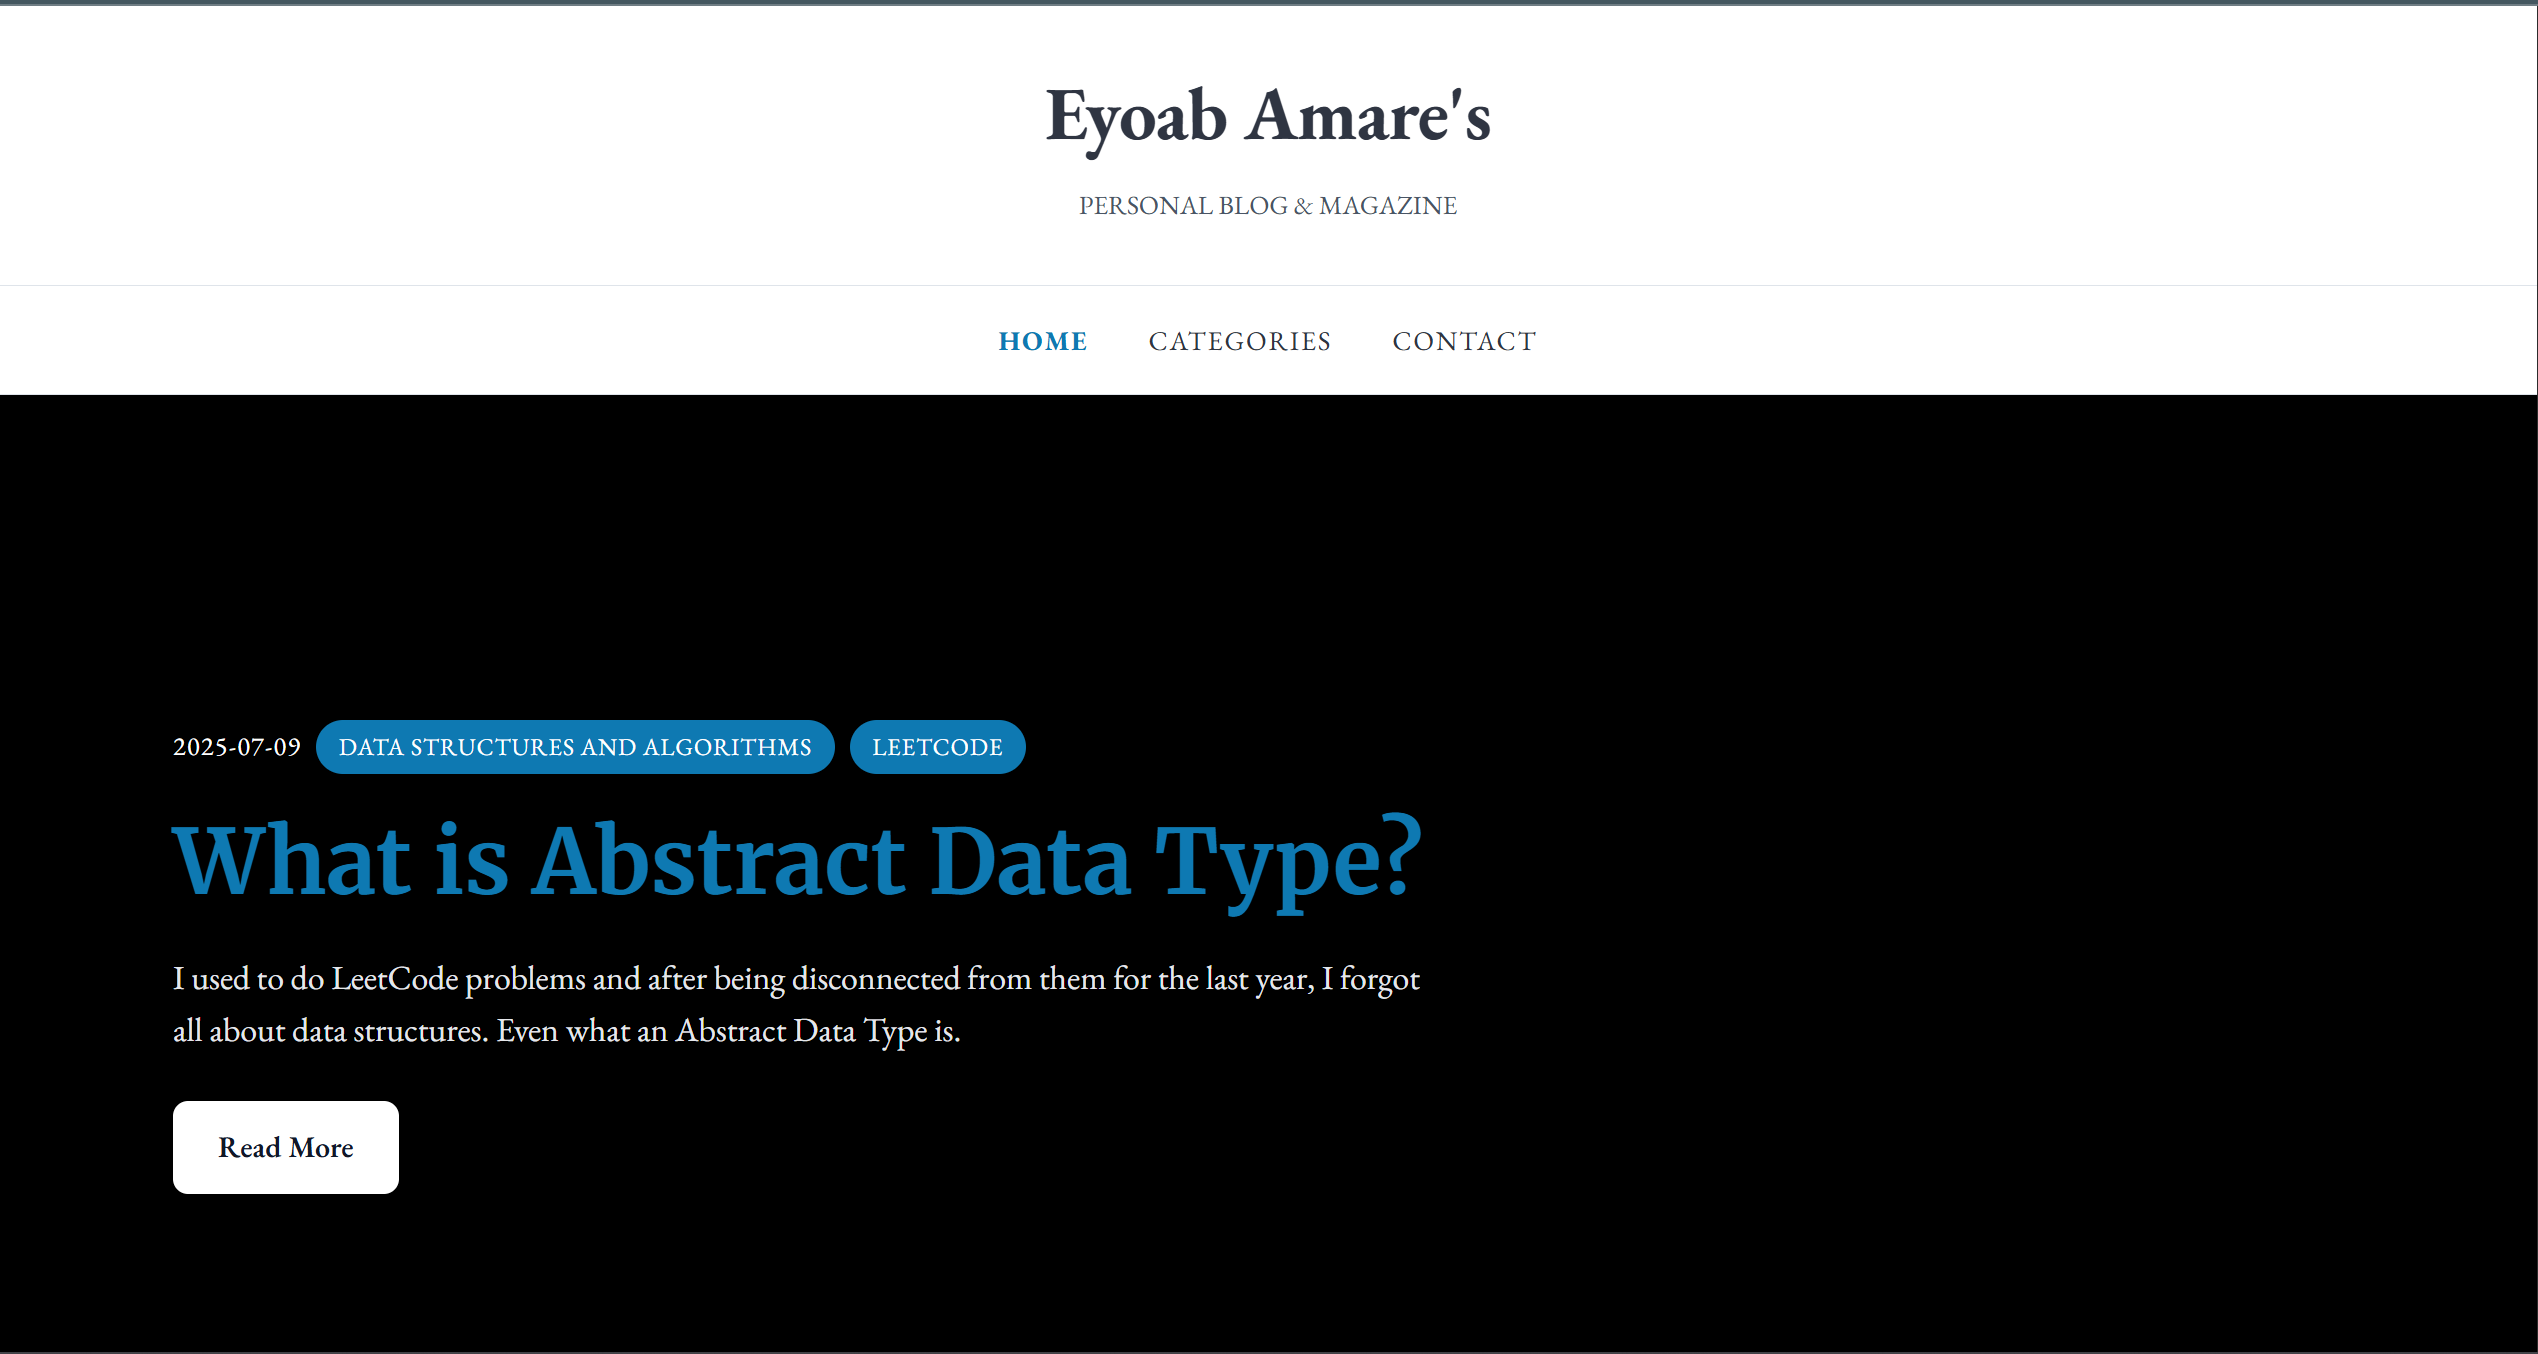 Eyoab Amare's
PERSONAL BLOG & MAGAZINE
HOME CATEGORIES CONTACT
2025-07-09 DATA STRUCTURES AND ALGORITHMS LEETCODE
What is Abstract Data Type?
I used to do LeetCode problems and after being disconnected from them for the last year, I forgot
all about data structures. Even what an Abstract Data Type is.
Read More